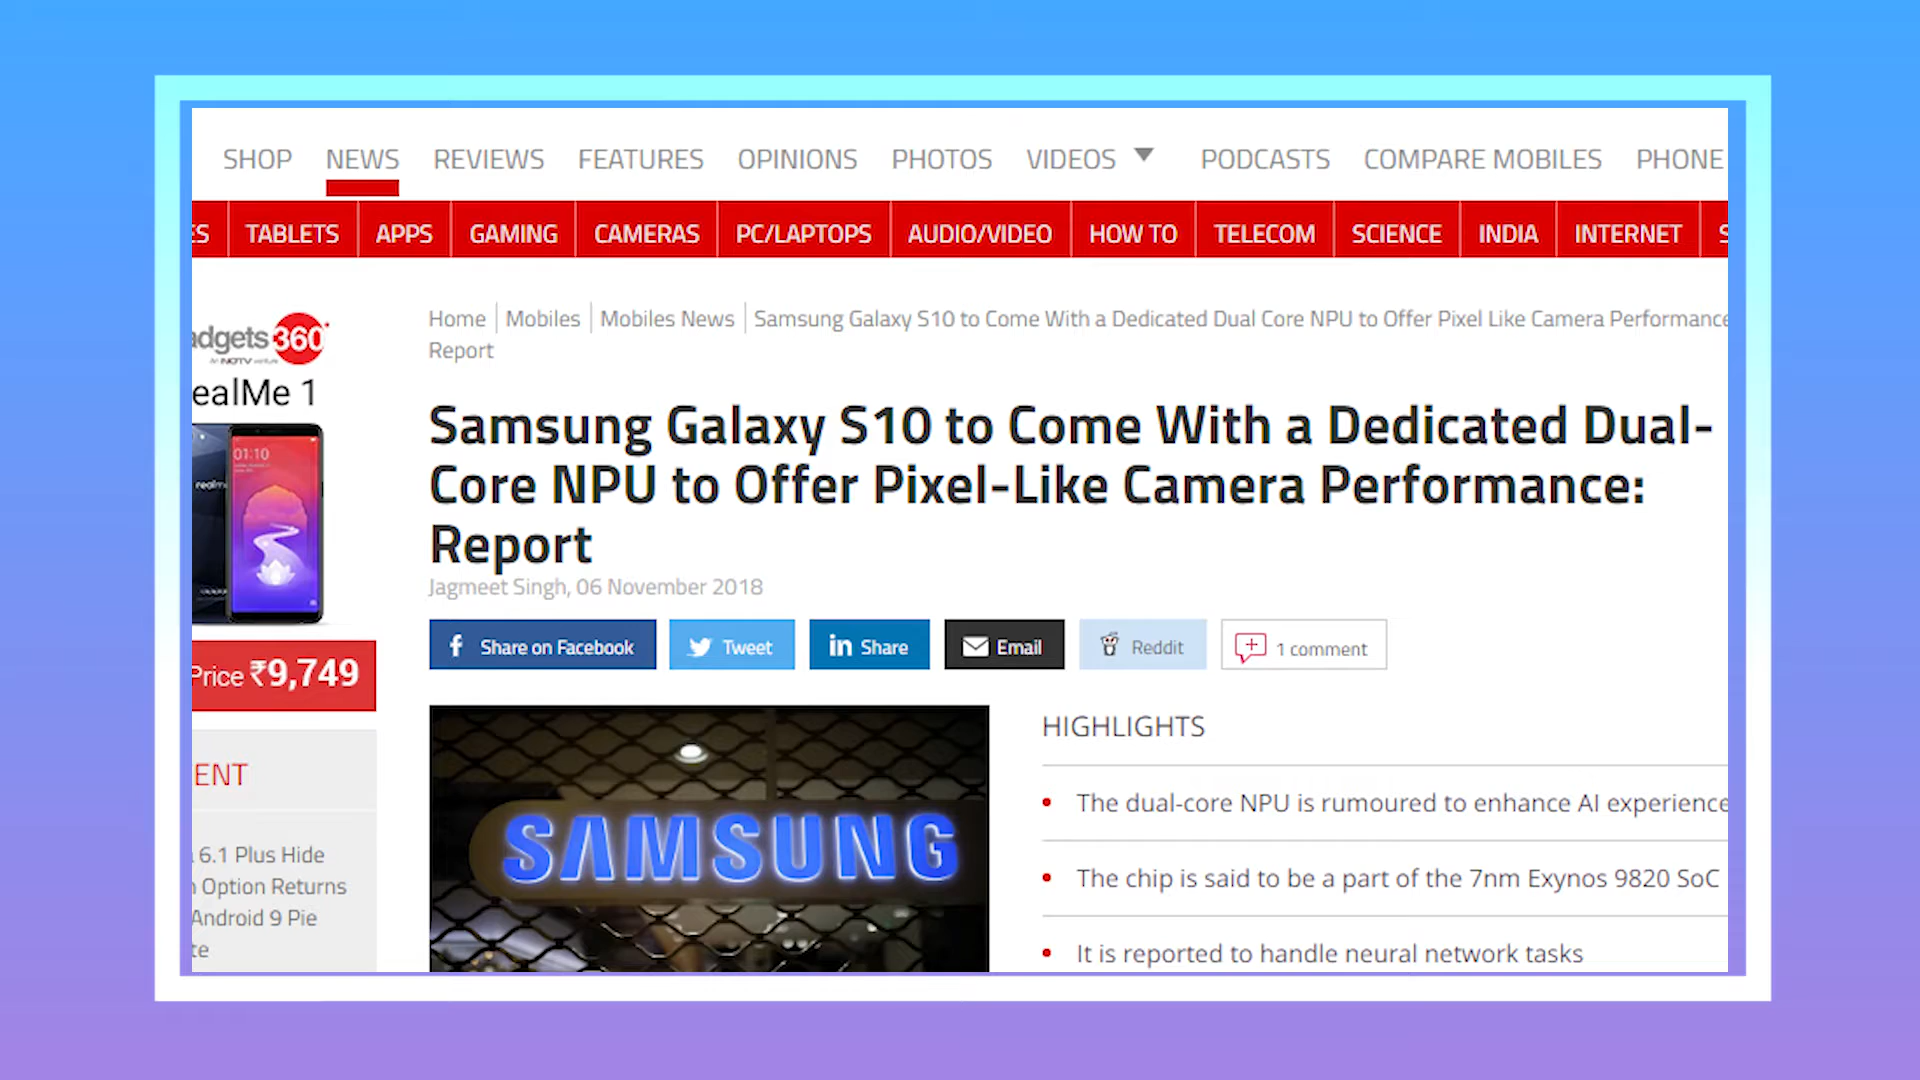 SHOP NEWS REVIEWS FEATURES OPINIONS PHOTOS VIDEOS PODCASTS COMPARE MOBILES PHONE
ES TABLETS APPS GAMING CAMERAS PC/LAPTOPS AUDIO/VIDEO HOW TO TELECOM SCIENCE INDIA INTERNET S
Home Mobiles Mobiles News Samsung Galaxy S10 to Come With a Dedicated Dual Core NPU to Offer Pixel Like Camera Performance
Report
Samsung Galaxy S10 to Come With a Dedicated Dual-
Core NPU to Offer Pixel-Like Camera Performance:
Report
Jagmeet Singh, 06 November 2018
Share on Facebook Tweet Share Email Reddit 1 comment
adgets 360
An NDTV venture
ealMe 1
01:10
realm
Price ₹9,749
ENT
6.1 Plus Hide
Option Returns
Android 9 Pie
te
SAMSUNG
HIGHLIGHTS
The dual-core NPU is rumoured to enhance AI experience
The chip is said to be a part of the 7nm Exynos 9820 SoC
It is reported to handle neural network tasks